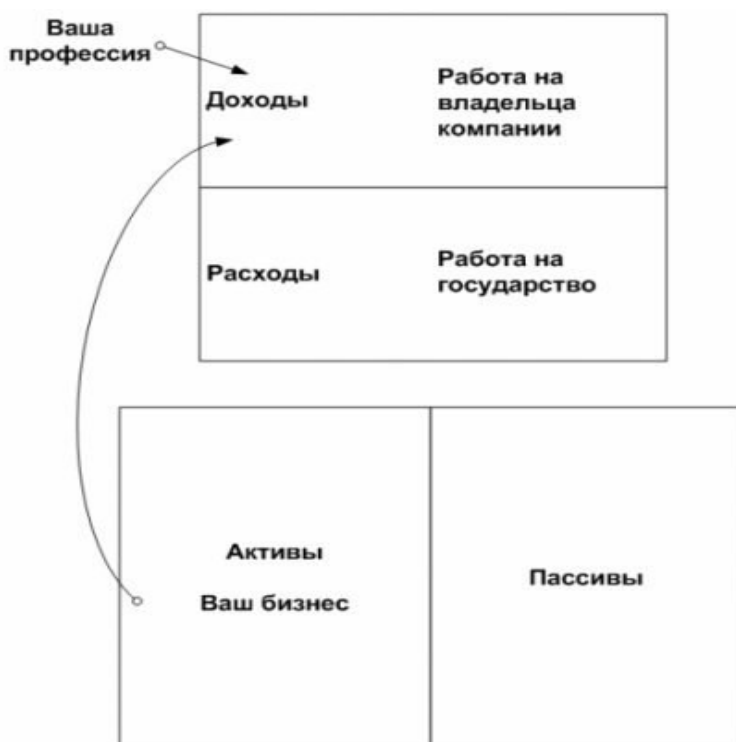 Ваша
профессия
Доходы
Работа на
владельца
компании
Расходы
Работа на
государство
Активы
Ваш бизнес
Пассивы